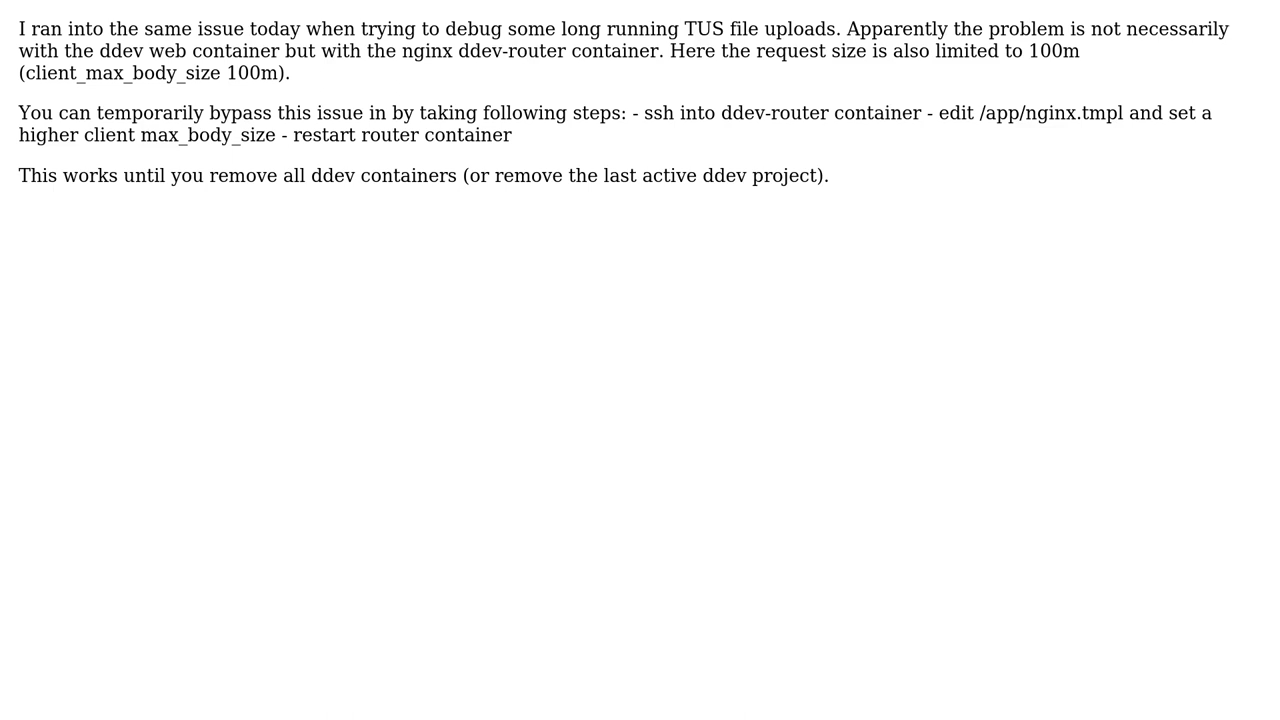 I ran into the same issue today when trying to debug some long running TUS file uploads. Apparently the problem is not necessarily
with the ddev web container but with the nginx ddev-router container. Here the request size is also limited to 100m
(client_max_body_size 100m).
You can temporarily bypass this issue in by taking following steps: - ssh into ddev-router container - edit /app/nginx.tmpl and set a
higher client max_body_size - restart router container
This works until you remove all ddev containers (or remove the last active ddev project).